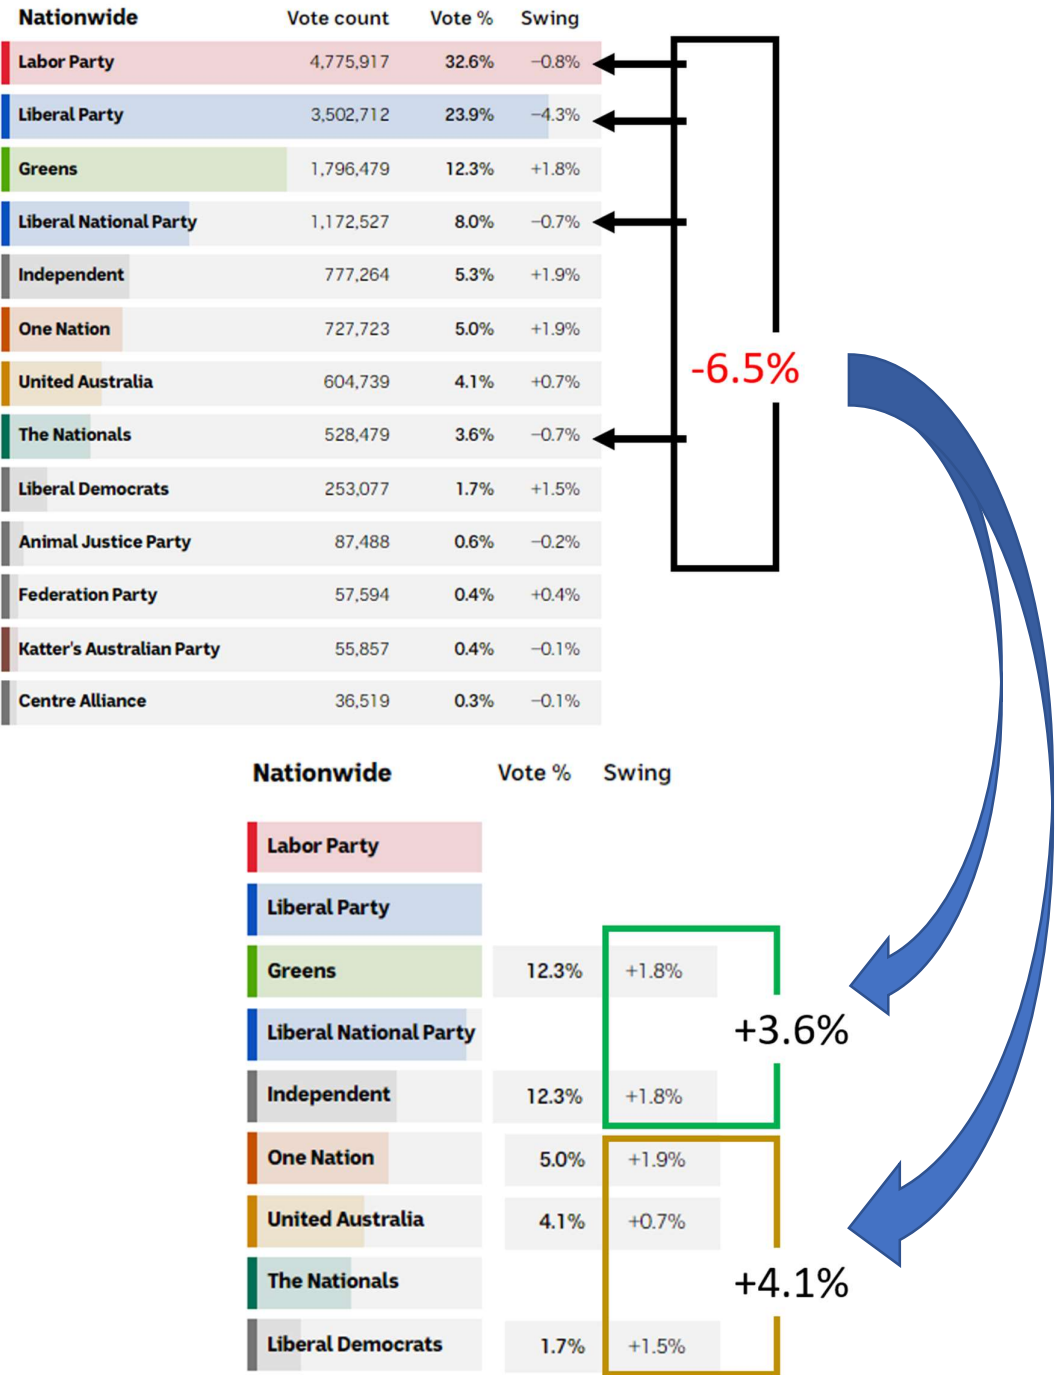 Nationwide Vote count Vote % Swing
Labor Party 4,775,917 32.6% −0.8%
Liberal Party 3,502,712 23.9% −4.3%
Greens 1,796,479 12.3% +1.8%
Liberal National Party 1,172,527 8.0% −0.7%
Independent 777,264 5.3% +1.9%
One Nation 727,723 5.0% +1.9%
United Australia 604,739 4.1% +0.7%
-6.5%
The Nationals 528,479 3.6% −0.7%
Liberal Democrats 253,077 1.7% +1.5%
Animal Justice Party 87,488 0.6% −0.2%
Federation Party 57,594 0.4% +0.4%
Katter's Australian Party 55,857 0.4% −0.1%
Centre Alliance 36,519 0.3% −0.1%
Nationwide Vote % Swing
Labor Party
Liberal Party
Greens 12.3% +1.8%
Liberal National Party
+3.6%
Independent 12.3% +1.8%
One Nation 5.0% +1.9%
United Australia 4.1% +0.7%
The Nationals
+4.1%
Liberal Democrats 1.7% +1.5%